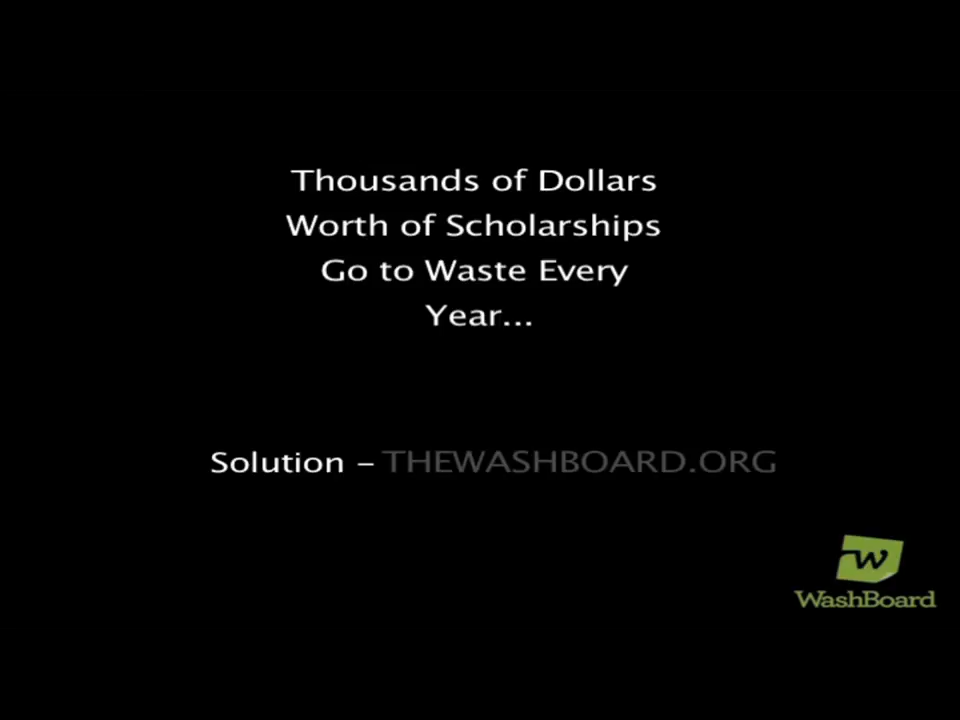 Thousands of Dollars
Worth of Scholarships
Go to Waste Every
Year...
Solution – THEWASHBOARD.ORG
W
WashBoard